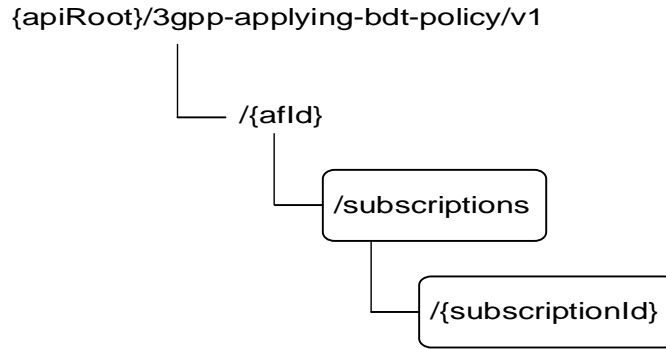 {apiRoot}/3gpp-applying-bdt-policy/v1
/{afId}
/subscriptions
/{subscriptionId}